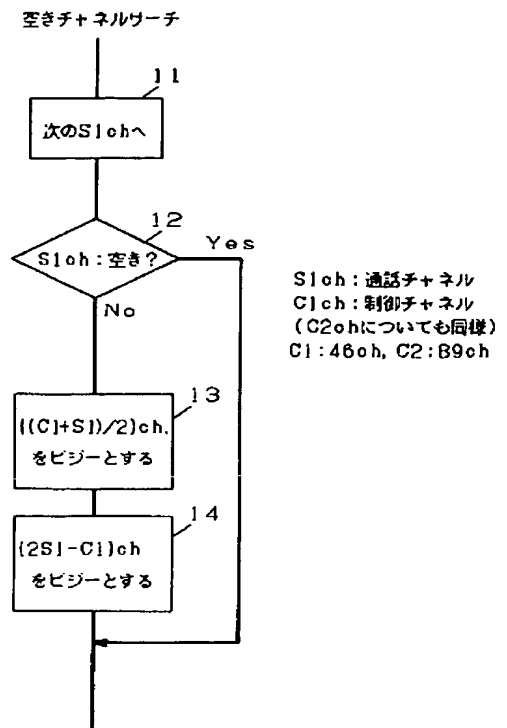 空きチャネルサーチ
11
次のS1chへ
12
S1ch：空き？
Yes
No
S1ch：通話チャネル
C1ch：制御チャネル
（C2chについても同様）
C1：46ch, C2：89ch
13
{(C1+S1)/2}ch,
をビジーとする
14
{2S1-C1}ch
をビジーとする